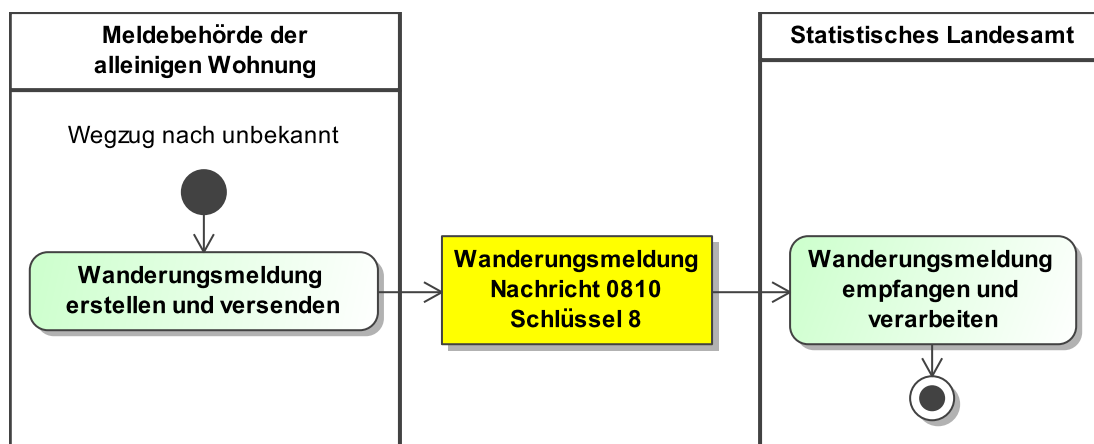 Meldebehörde der
alleinigen Wohnung
Statistisches Landesamt
Wegzug nach unbekannt
Wanderungsmeldung
erstellen und versenden
Wanderungsmeldung
Nachricht 0810
Schlüssel 8
Wanderungsmeldung
empfangen und
verarbeiten